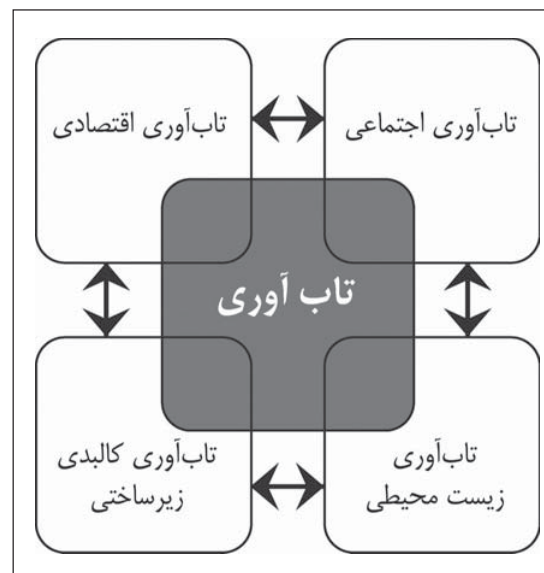 تاب‌آوری اجتماعی
تاب‌آوری اقتصادی
تاب آوری
تاب‌آوری
زیست محیطی
تاب‌آوری کالبدی
زیرساختی